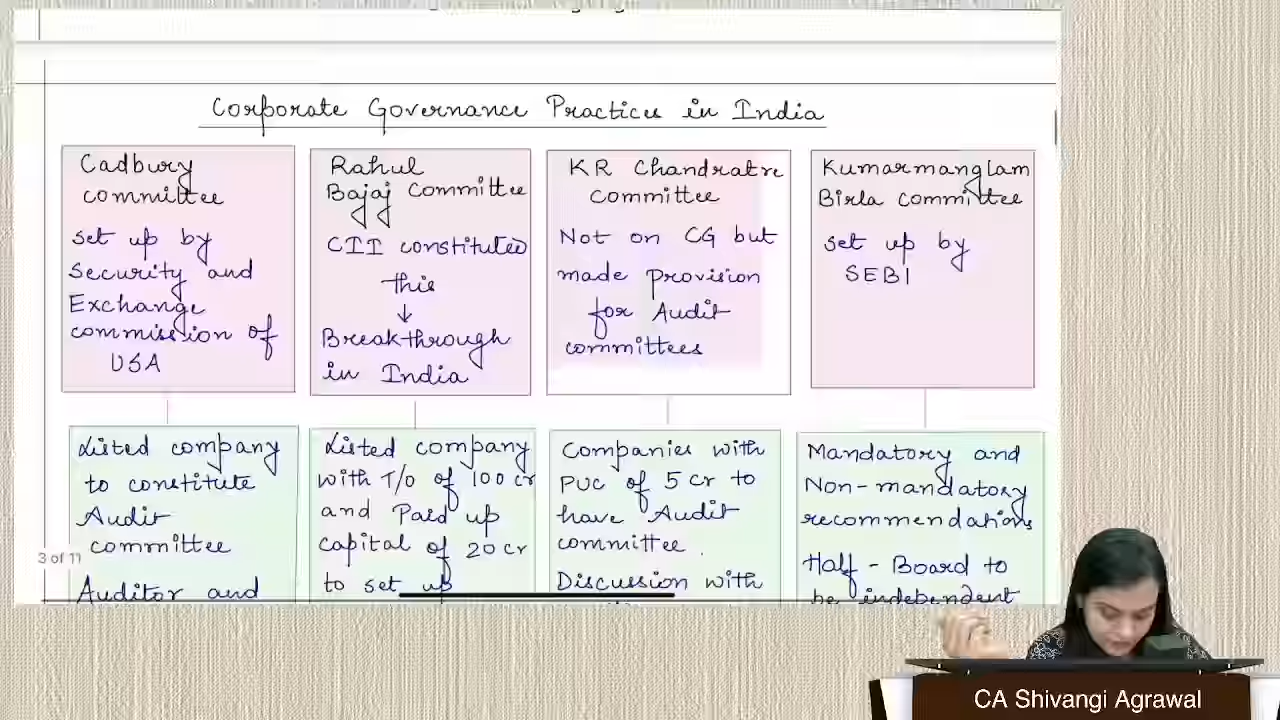 Corporate Governance Practices in India
Cadbury
committee
set up by
Security and
Exchange
commission of
USA
Rahul
Bajaj Committee
CII constituted
this
↓
Breakthrough
in India
KR Chandratre
Committee
Not on CG but
made provision
for Audit
committees
Kumarmanglam
Birla committee
set up by
SEBI
Listed company
to constitute
Audit
committee
Auditor and
Listed company
with T/O of 100 cr
and Paid up
capital of 20 cr
to set up
Companies with
PUC of 5 cr to
have Audit
committee.
Discussion with
Mandatory and
Non-mandatory
recommendations
Half - Board to
be independent
3 of 11
CA Shivangi Agrawal